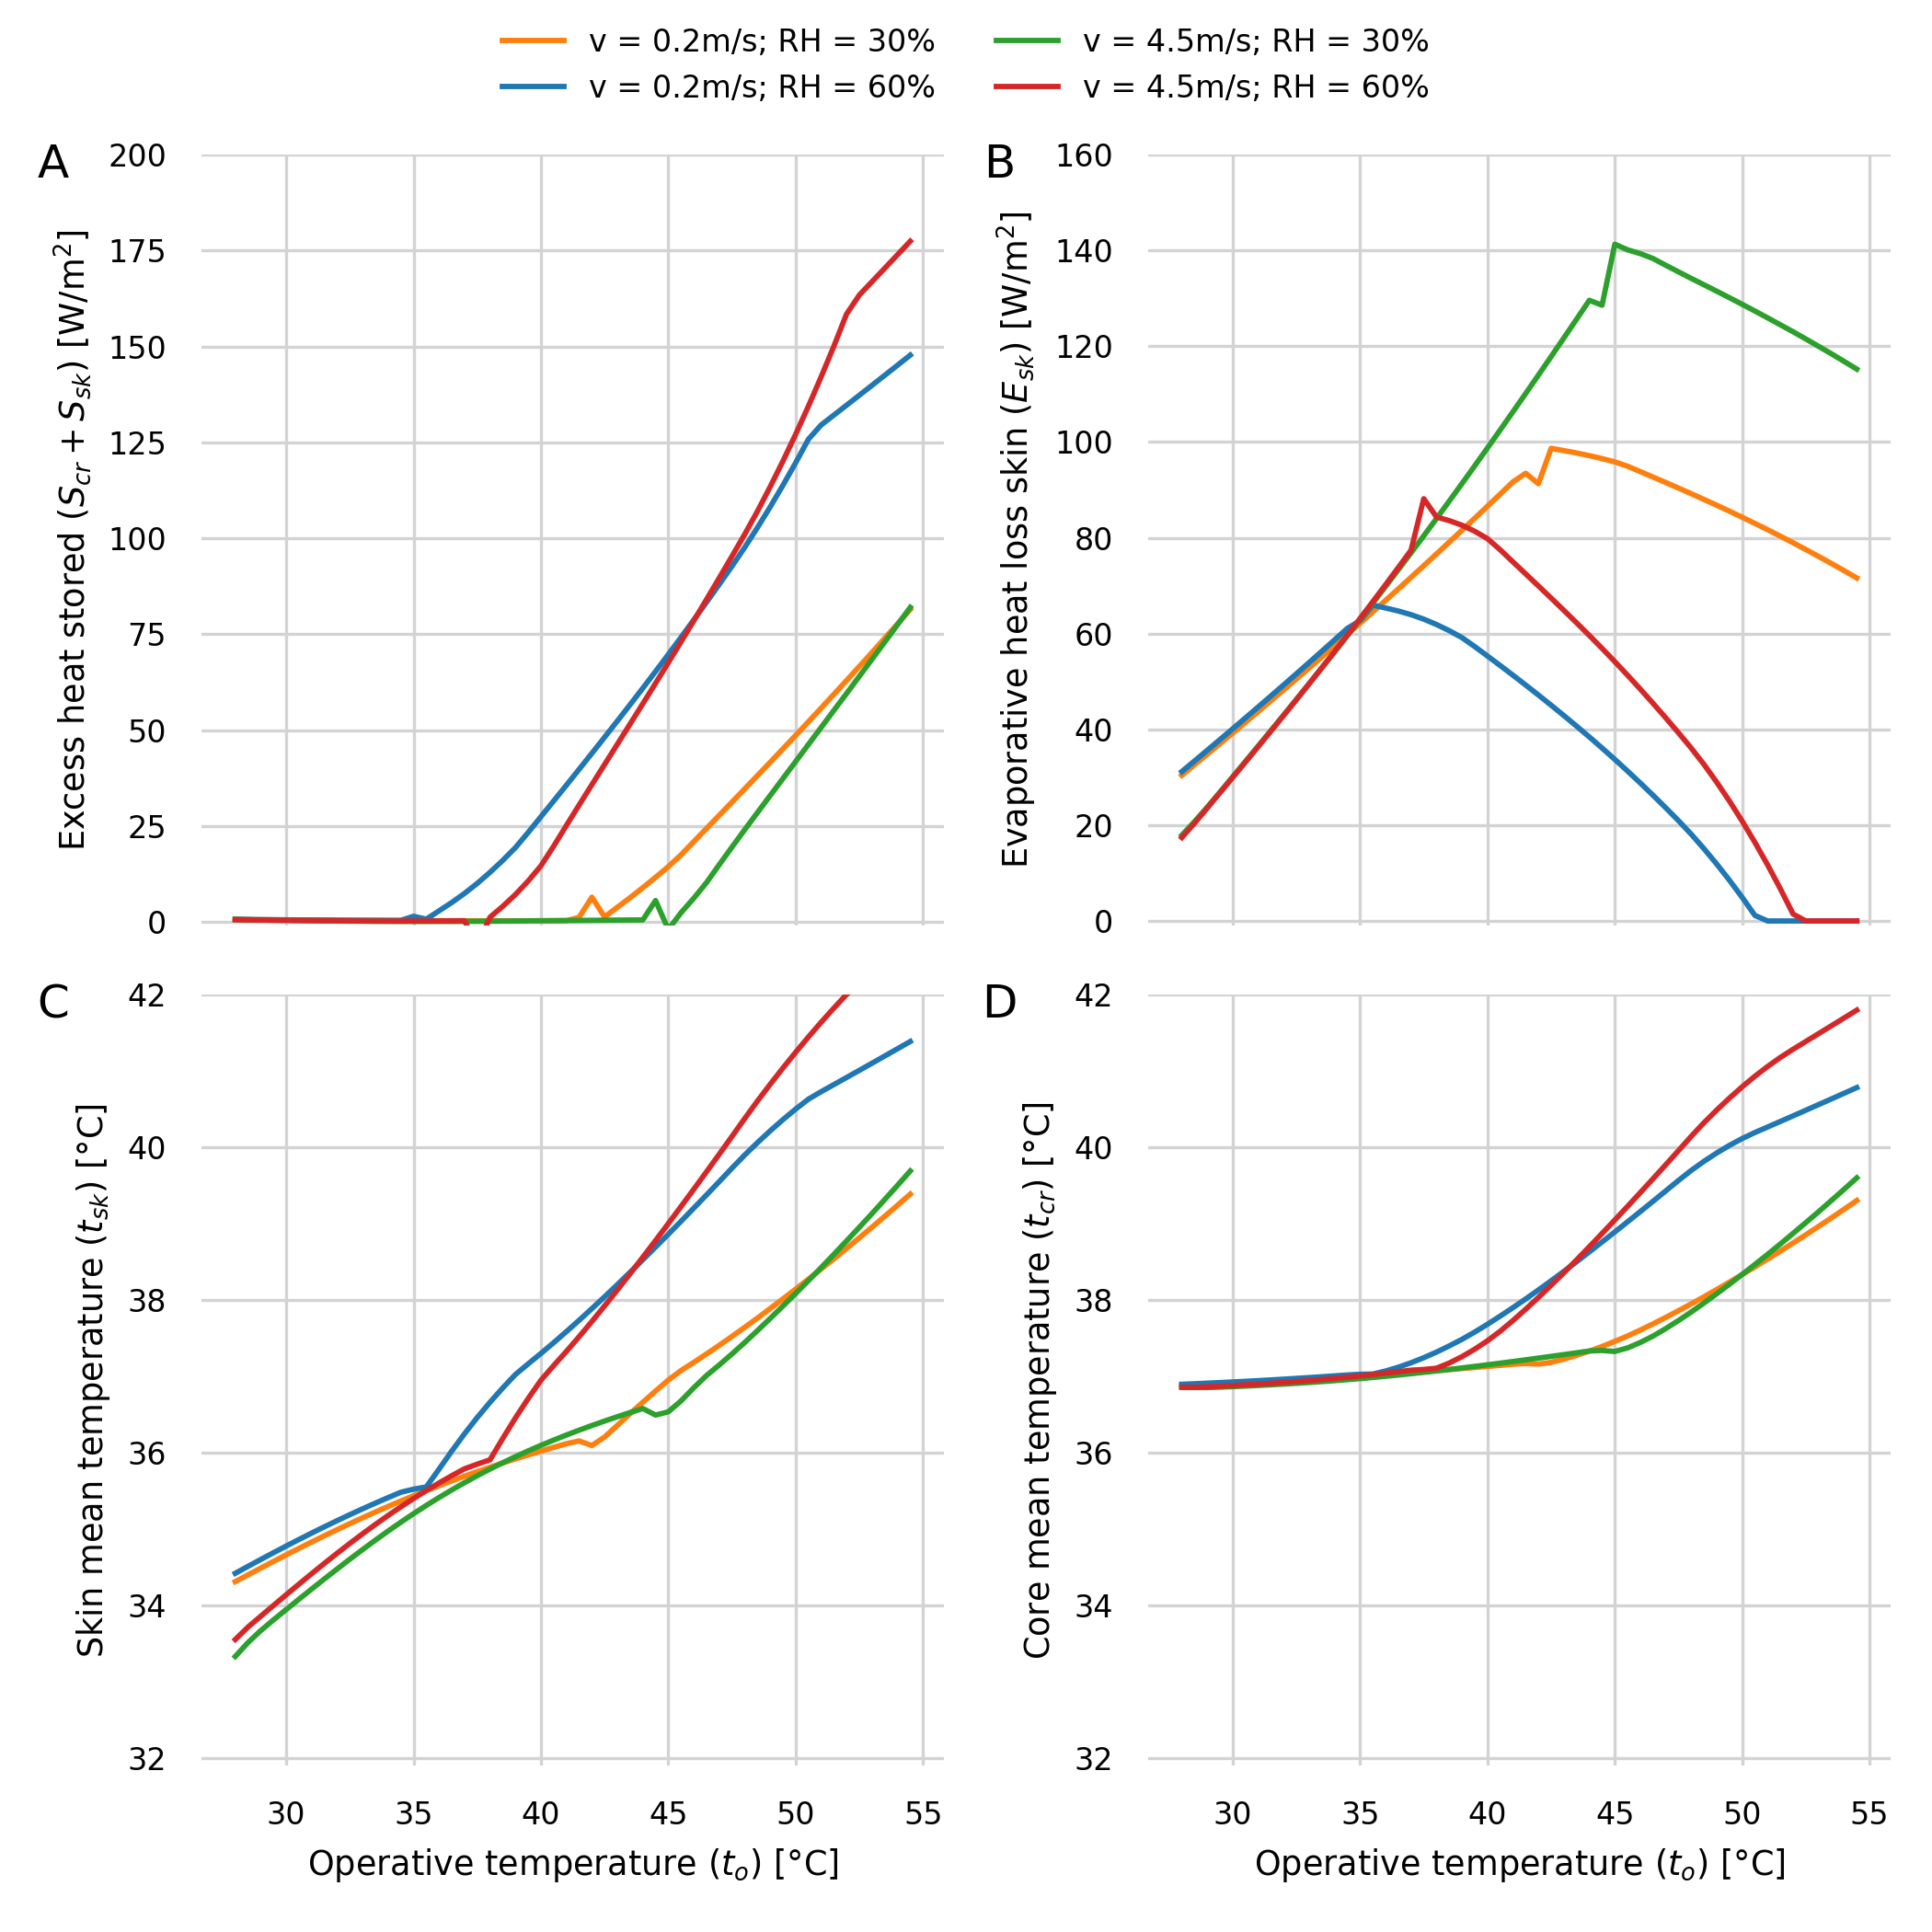 v = 0.2m/s; RH = 30%
v = 4.5m/s; RH = 30%
v = 0.2m/s; RH = 60%
v = 4.5m/s; RH = 60%
A
200
175
150
125
100
75
50
25
0
Excess heat stored (S_cr + S_sk) [W/m²]
B
160
140
120
100
80
60
40
20
0
Evaporative heat loss skin (E_sk) [W/m²]
C
42
40
38
36
34
32
Skin mean temperature (t_sk) [°C]
30 35 40 45 50 55
Operative temperature (t_o) [°C]
D
42
40
38
36
34
32
Core mean temperature (t_cr) [°C]
30 35 40 45 50 55
Operative temperature (t_o) [°C]